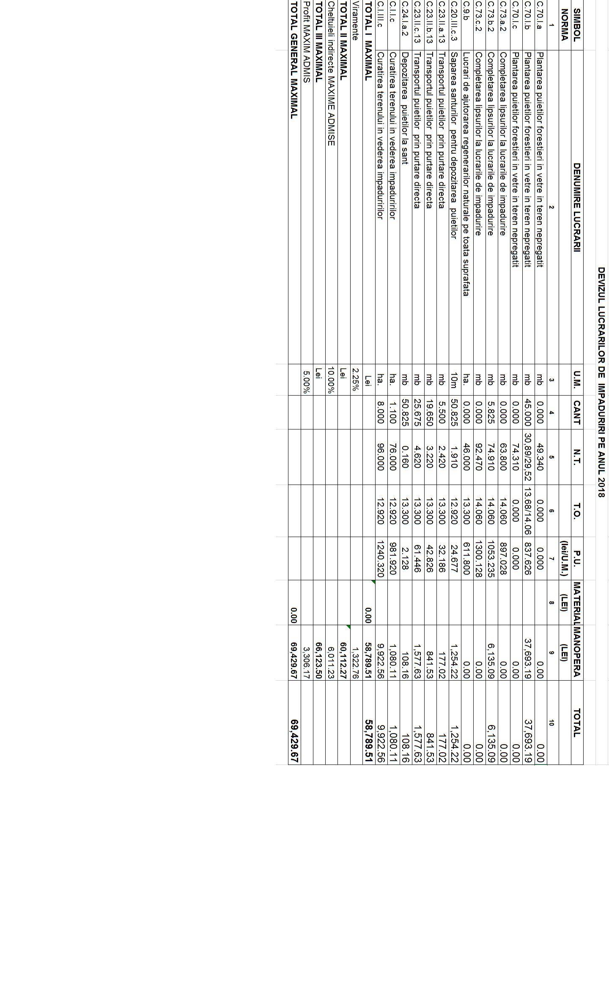 DEVIZUL LUCRARILOR DE IMPADURIRI PE ANUL 2018
SIMBOL DENUMIRE LUCRARII U.M. CANT N.T. T.O. P.U. MATERIAL MANOPERA TOTAL
NORMA (lei/U.M.) (LEI) (LEI)
1 2 3 4 5 6 7 8 9 10
C.70.I.a Plantarea puietilor forestieri in vetre in teren nepregatit mb 0.000 49.340 0.000 0.000 0.00 0.00
C.70.I.b Plantarea puietilor forestieri in vetre in teren nepregatit mb 45.000 30,89/29,52 13.68/14.06 837.626 37,693.19 37,693.19
C.70.I.c Plantarea puietilor forestieri in vetre in teren nepregatit mb 0.000 74.310 0.000 0.000 0.00 0.00
C.73.a.2 Completarea lipsurilor la lucrarile de impadurire mb 0.000 63.800 14.060 897.028 0.00 0.00
C.73.b.2 Completarea lipsurilor la lucrarile de impadurire mb 5.825 74.910 14.060 1053.235 6,135.09 6,135.09
C.73.c.2 Completarea lipsurilor la lucrarile de impadurire mb 0.000 92.470 14.060 1300.128 0.00 0.00
C.9.b Lucrari de ajutorarea regenerarilor naturale pe toata suprafata ha. 0.000 46.000 13.300 611.800 0.00 0.00
C.20.III.c.3 Saparea santurilor pentru depozitarea puietilor 10m 50.825 1.910 12.920 24.677 1,254.22 1,254.22
C.23.II.a.13 Transportul puietilor prin purtare directa mb 5.500 2.420 13.300 32.186 177.02 177.02
C.23.II.b.13 Transportul puietilor prin purtare directa mb 19.650 3.220 13.300 42.826 841.53 841.53
C.23.II.c.13 Transportul puietilor prin purtare directa mb 25.675 4.620 13.300 61.446 1,577.63 1,577.63
C.24.I.a.2 Depozitarea puietilor la sant mb 50.825 0.160 13.300 2.128 108.16 108.16
C.I.I.c Curatirea terenului in vederea impaduririlor ha. 1.100 76.000 12.920 981.920 1,080.11 1,080.11
C.I.III.c Curatirea terenului in vederea impaduririlor ha. 8.000 96.000 12.920 1240.320 9,922.56 9,922.56
TOTAL I MAXIMAL Lei 0.00 58,789.51 58,789.51
Viramente 2.25% 1,322.76
TOTAL II MAXIMAL Lei 60,112.27
Cheltuieli indirecte MAXIME ADMISE 10.00% 6,011.23
TOTAL III MAXIMAL Lei 66,123.50
Profit MAXIM ADMIS 5.00% 3,306.17
TOTAL GENERAL MAXIMAL 0.00 69,429.67 69,429.67